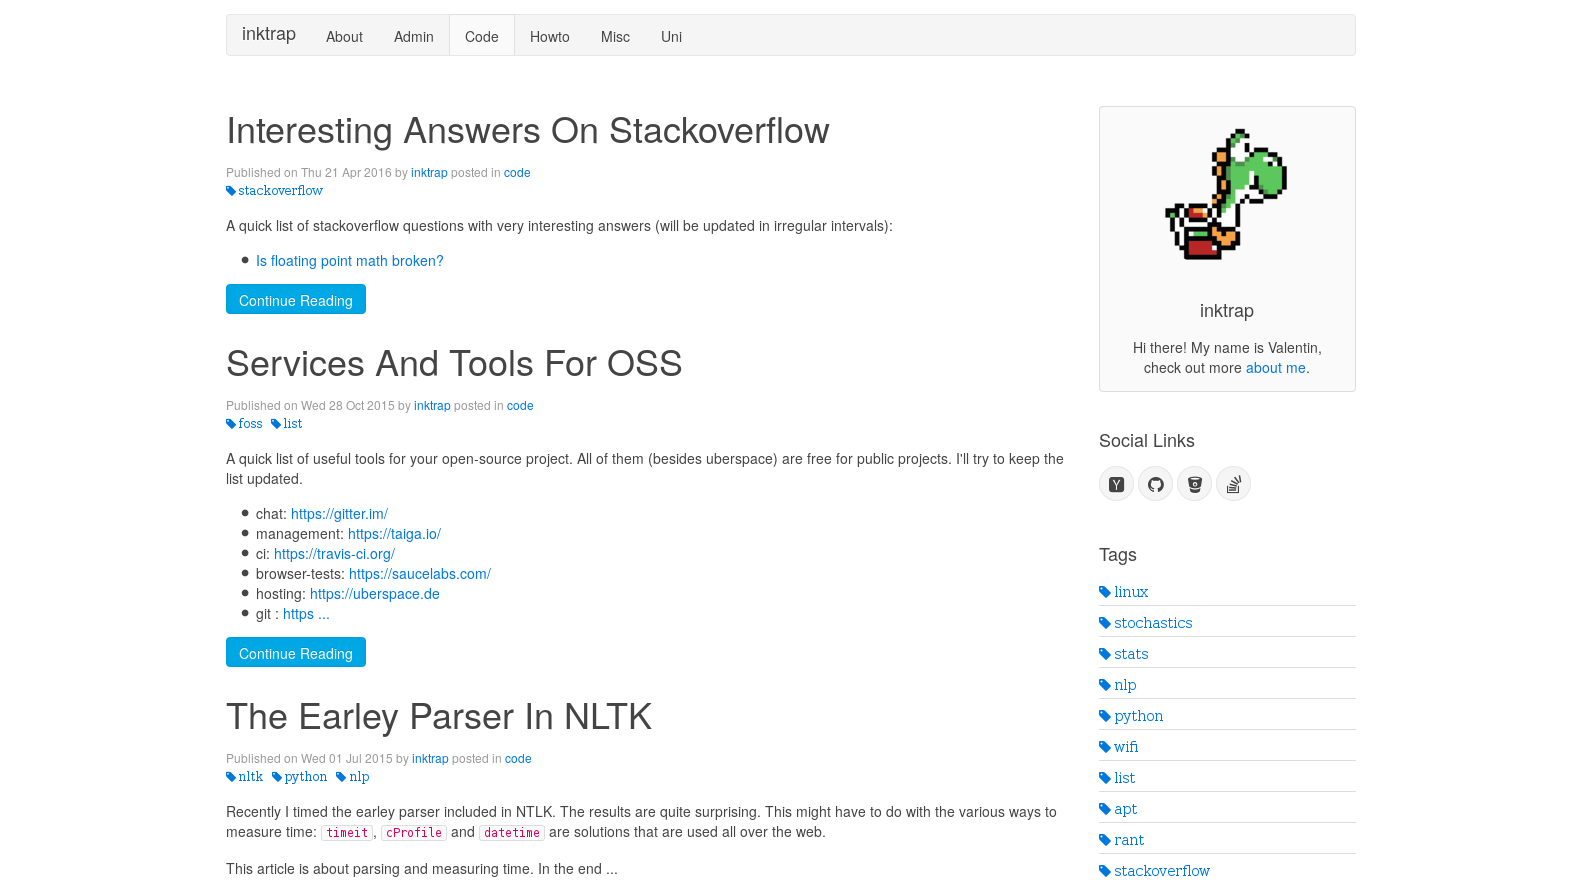 inktrap About Admin Code Howto Misc Uni
Interesting Answers On Stackoverflow
Published on Thu 21 Apr 2016 by inktrap posted in code
stackoverflow
A quick list of stackoverflow questions with very interesting answers (will be updated in irregular intervals):
Is floating point math broken?
Continue Reading
Services And Tools For OSS
Published on Wed 28 Oct 2015 by inktrap posted in code
foss list
A quick list of useful tools for your open-source project. All of them (besides uberspace) are free for public projects. I'll try to keep the
list updated.
chat: https://gitter.im/
management: https://taiga.io/
ci: https://travis-ci.org/
browser-tests: https://saucelabs.com/
hosting: https://uberspace.de
git : https ...
Continue Reading
The Earley Parser In NLTK
Published on Wed 01 Jul 2015 by inktrap posted in code
nltk python nlp
Recently I timed the earley parser included in NTLK. The results are quite surprising. This might have to do with the various ways to
measure time: timeit, cProfile and datetime are solutions that are used all over the web.
This article is about parsing and measuring time. In the end ...
inktrap
Hi there! My name is Valentin,
check out more about me.
Social Links
Tags
linux
stochastics
stats
nlp
python
wifi
list
apt
rant
stackoverflow